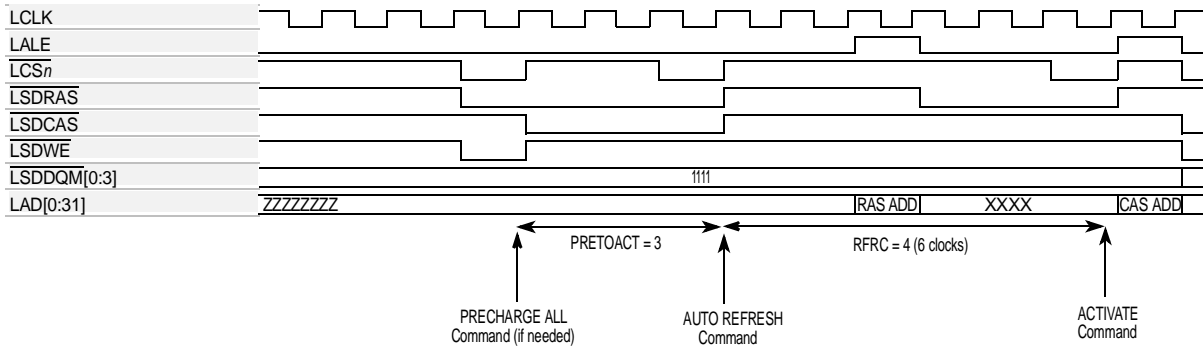 LCLK
LALE
LCSn
LSDRAS
LSDCAS
LSDWE
LSDDQM[0:3] 1111
LAD[0:31] ZZZZZZZZ RAS ADD XXXX CAS ADD
PRETOACT = 3 RFRC = 4 (6 clocks)
PRECHARGE ALL
Command (if needed)
AUTO REFRESH
Command
ACTIVATE
Command